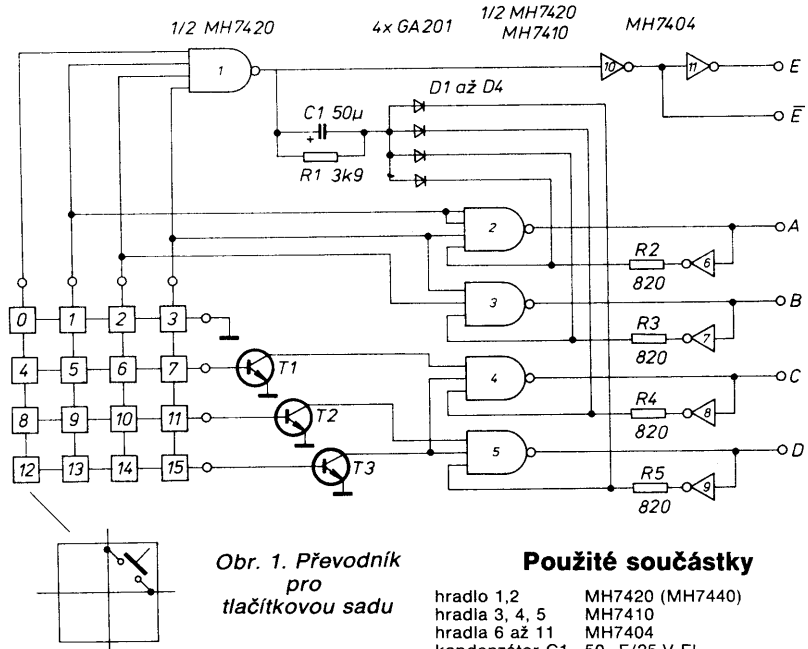 1/2 MH7420
4x GA201
1/2 MH7420
MH7410
MH7404
1
10
11
E
E̅
D1 až D4
C1 50µ
+
R1 3k9
2
A
R2
6
820
3
B
R3
7
820
0 1 2 3
4 5 6 7
T1
4
C
R4
8
820
8 9 10 11
T2
5
D
12 13 14 15
T3
R5
9
820
Obr. 1. Převodník
pro
tlačítkovou sadu
Použité součástky
hradlo 1,2 MH7420 (MH7440)
hradla 3, 4, 5 MH7410
hradla 6 až 11 MH7404